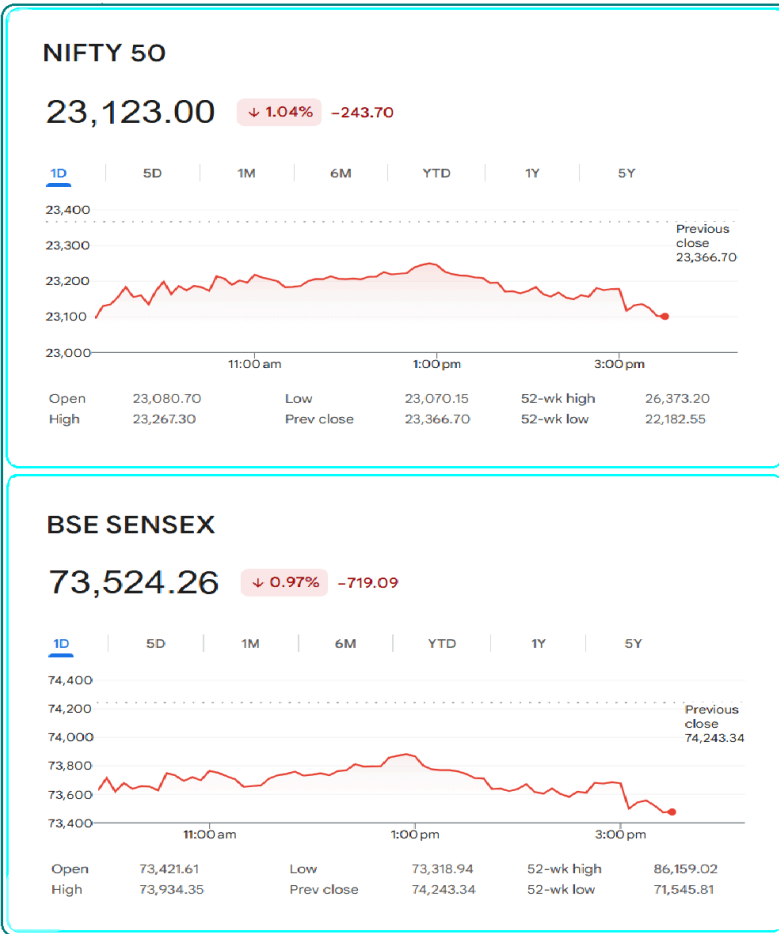 NIFTY 50
23,123.00 ↓ 1.04% −243.70
1D 5D 1M 6M YTD 1Y 5Y
23,400
Previous
close
23,366.70
23,300
23,200
23,100
23,000
11:00 am 1:00 pm 3:00 pm
Open 23,080.70 Low 23,070.15 52-wk high 26,373.20
High 23,267.30 Prev close 23,366.70 52-wk low 22,182.55
BSE SENSEX
73,524.26 ↓ 0.97% −719.09
1D 5D 1M 6M YTD 1Y 5Y
74,400
74,200
Previous
close
74,243.34
74,000
73,800
73,600
73,400
11:00 am 1:00 pm 3:00 pm
Open 73,421.61 Low 73,318.94 52-wk high 86,159.02
High 73,934.35 Prev close 74,243.34 52-wk low 71,545.81